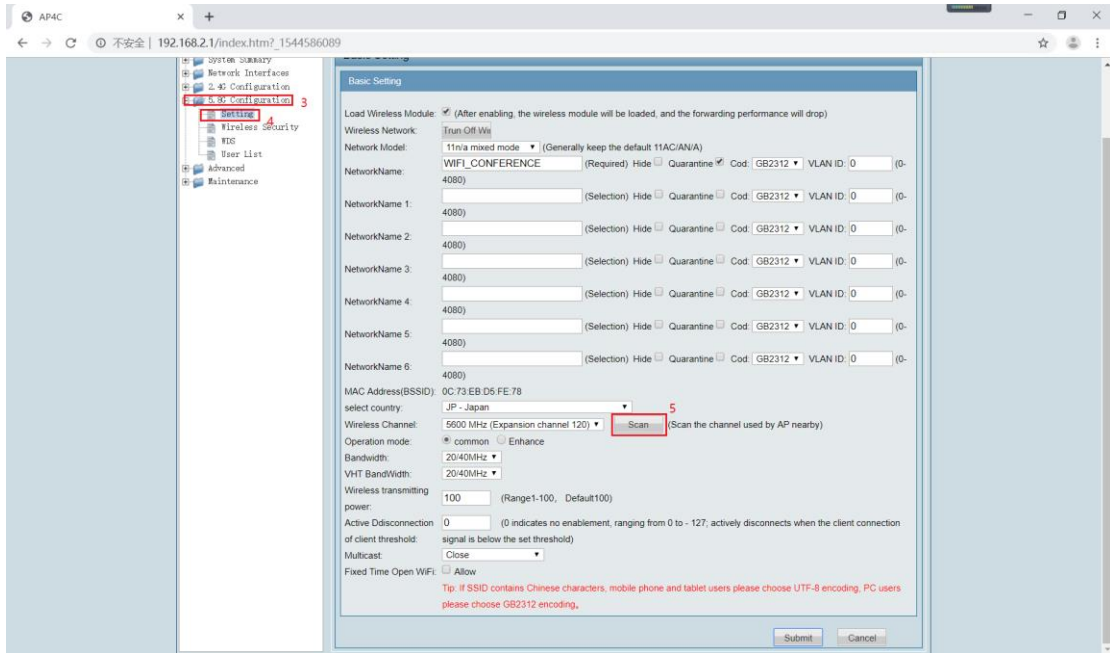 AP4C
不安全 | 192.168.2.1/index.htm?_1544586089
System Summary
Network Interfaces
2.4G Configuration
5.8G Configuration 3
Setting
4
Wireless Security
WDS
User List
Advanced
Maintenance
Basic Setting
Basic Setting
Load Wireless Module: (After enabling, the wireless module will be loaded, and the forwarding performance will drop)
Wireless Network: Trun Off Wi
Network Model: 11n/a mixed mode (Generally keep the default 11AC/AN/A)
NetworkName: WIFI_CONFERENCE (Required) Hide Quarantine Cod: GB2312 VLAN ID: 0 (0-
4080)
NetworkName 1: (Selection) Hide Quarantine Cod: GB2312 VLAN ID: 0 (0-
4080)
NetworkName 2: (Selection) Hide Quarantine Cod: GB2312 VLAN ID: 0 (0-
4080)
NetworkName 3: (Selection) Hide Quarantine Cod: GB2312 VLAN ID: 0 (0-
4080)
NetworkName 4: (Selection) Hide Quarantine Cod: GB2312 VLAN ID: 0 (0-
4080)
NetworkName 5: (Selection) Hide Quarantine Cod: GB2312 VLAN ID: 0 (0-
4080)
NetworkName 6: (Selection) Hide Quarantine Cod: GB2312 VLAN ID: 0 (0-
4080)
MAC Address(BSSID): 0C:73:EB:D5:FE:78
select country: JP - Japan
5
Wireless Channel: 5600 MHz (Expansion channel 120) Scan (Scan the channel used by AP nearby)
Operation mode: common Enhance
Bandwidth: 20/40MHz
VHT BandWidth: 20/40MHz
Wireless transmitting
power: 100 (Range1-100, Default100)
Active Ddisconnection 0 (0 indicates no enablement, ranging from 0 to - 127; actively disconnects when the client connection
of client threshold: signal is below the set threshold)
Multicast: Close
Fixed Time Open WiFi: Allow
Tip: If SSID contains Chinese characters, mobile phone and tablet users please choose UTF-8 encoding, PC users
please choose GB2312 encoding。
Submit Cancel